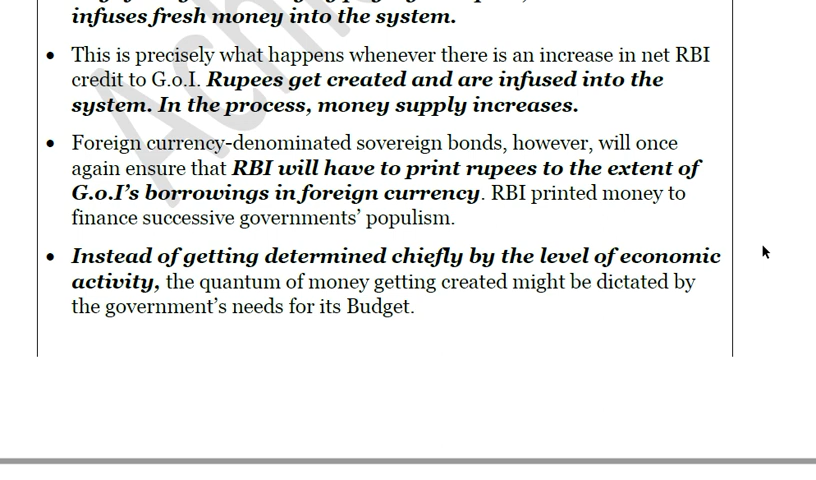 infuses fresh money into the system.
• This is precisely what happens whenever there is an increase in net RBI
credit to G.o.I. Rupees get created and are infused into the
system. In the process, money supply increases.
• Foreign currency-denominated sovereign bonds, however, will once
again ensure that RBI will have to print rupees to the extent of
G.o.I's borrowings in foreign currency. RBI printed money to
finance successive governments' populism.
• Instead of getting determined chiefly by the level of economic
activity, the quantum of money getting created might be dictated by
the government's needs for its Budget.